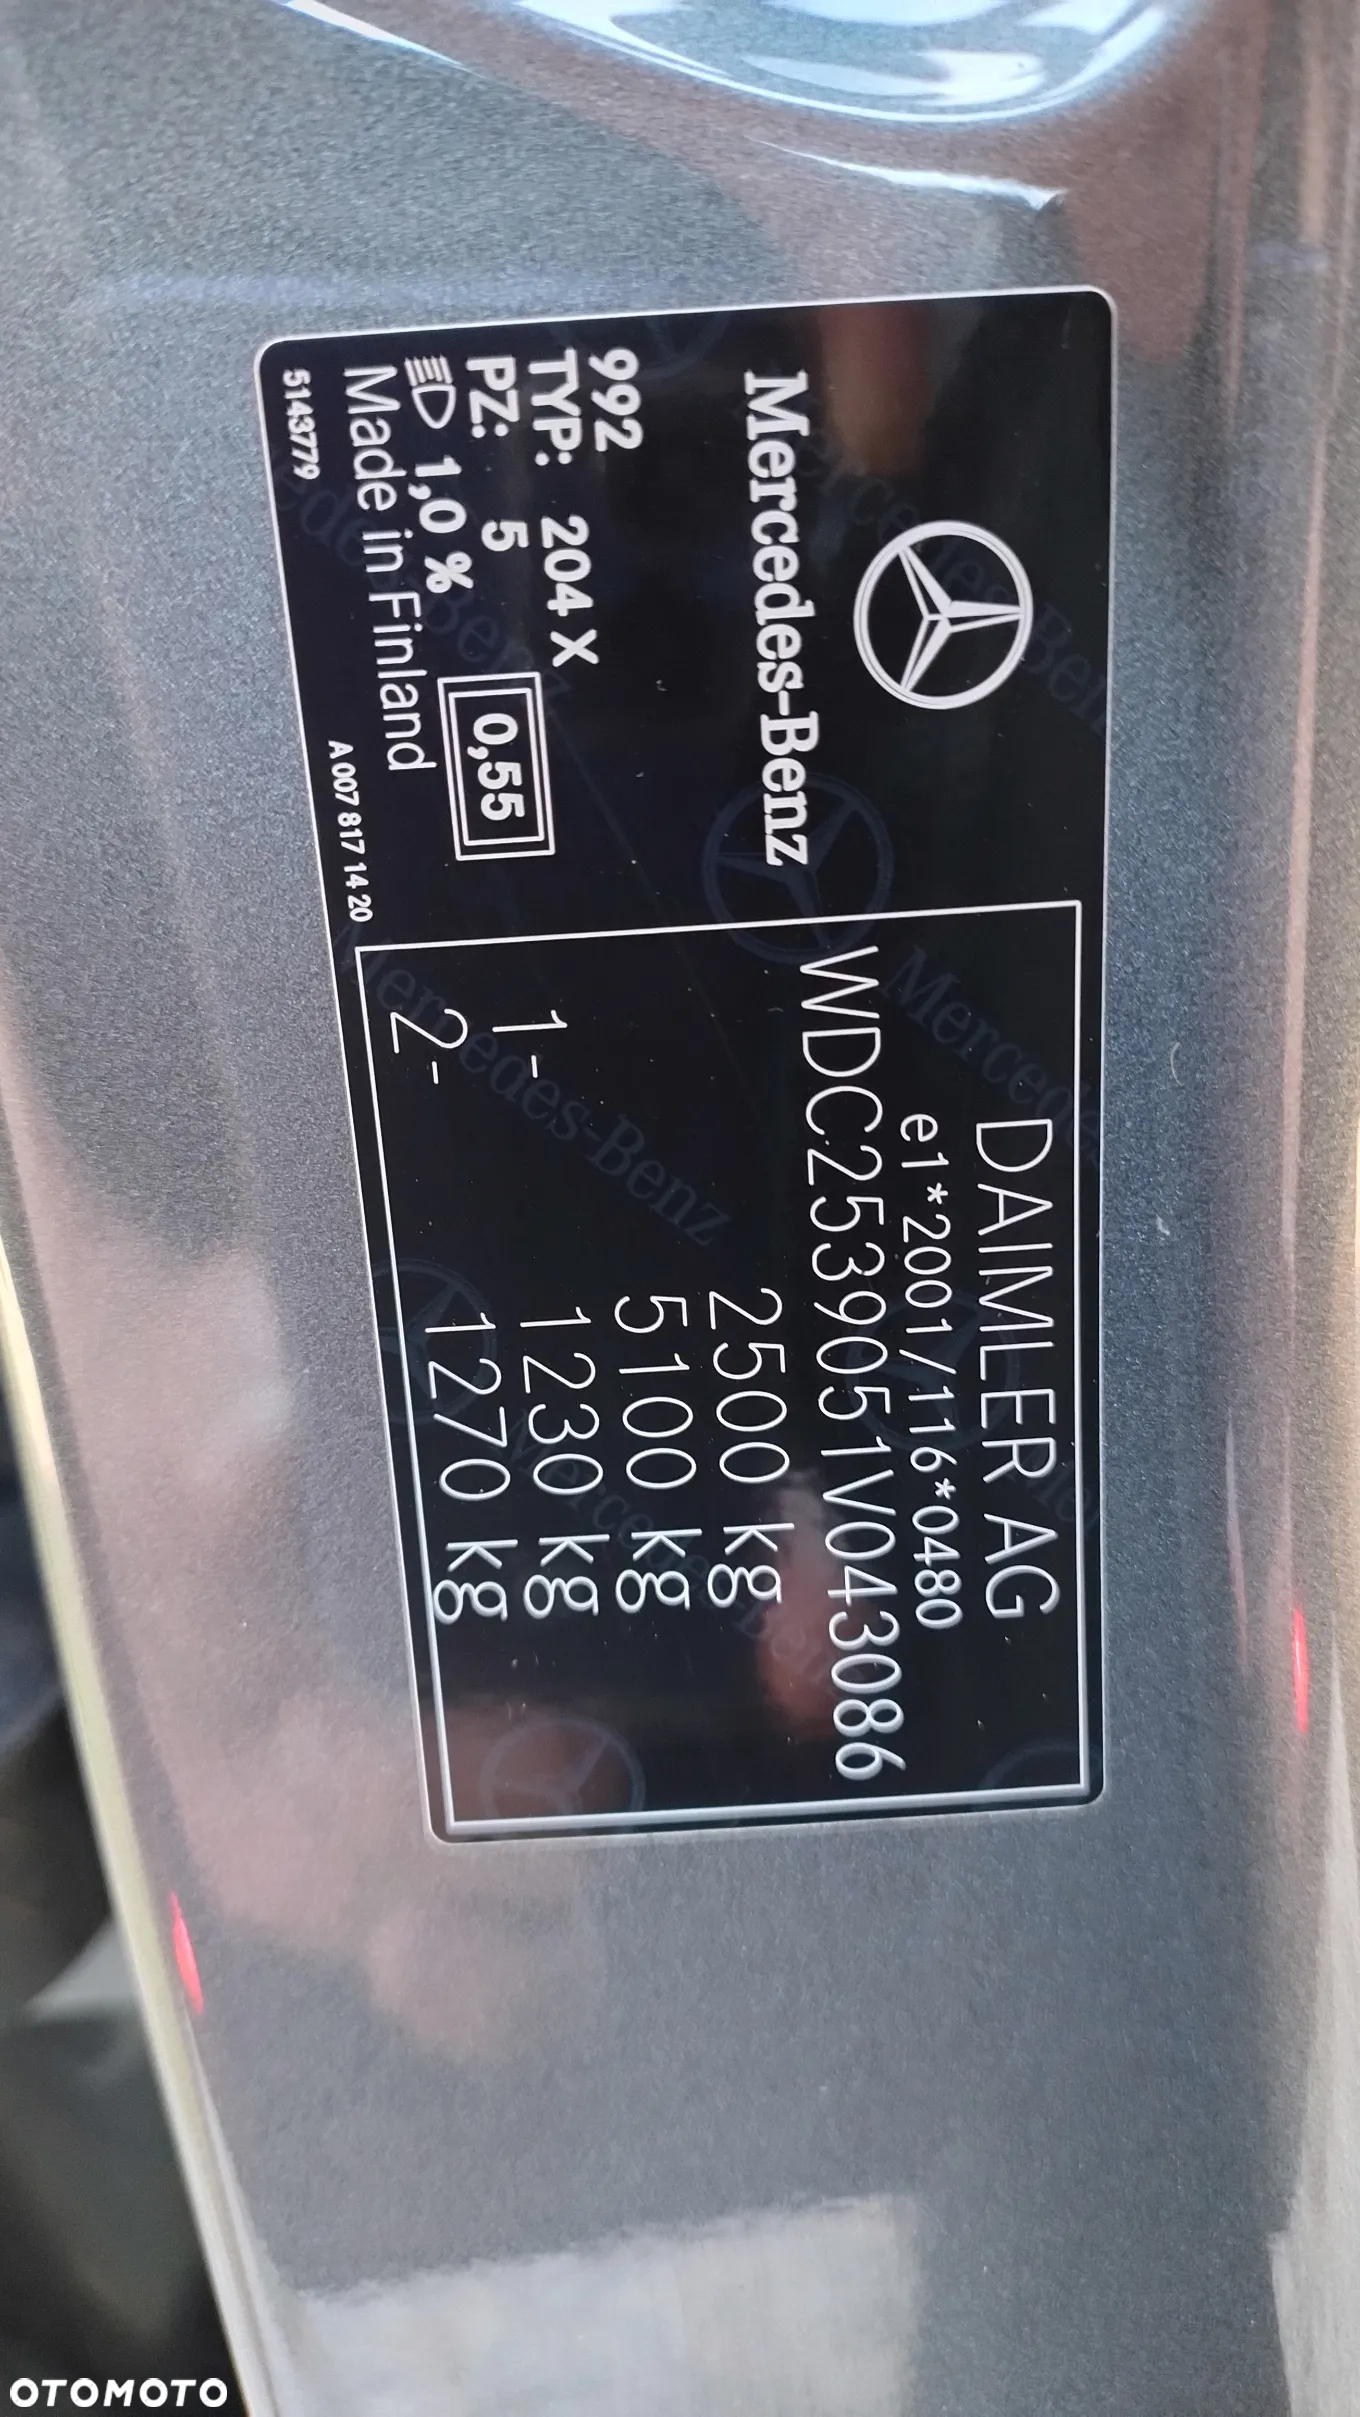 Mercedes-Benz
992
TYP: 204 X
PZ: 5
1,0 %
0,55
Made in Finland
5143779
A 007 817 14 20
DAIMLER AG
e1*2001/116*0480
WDC2539051V043086
2500 kg
5100 kg
1- 1230 kg
2- 1270 kg
OTOMOTO